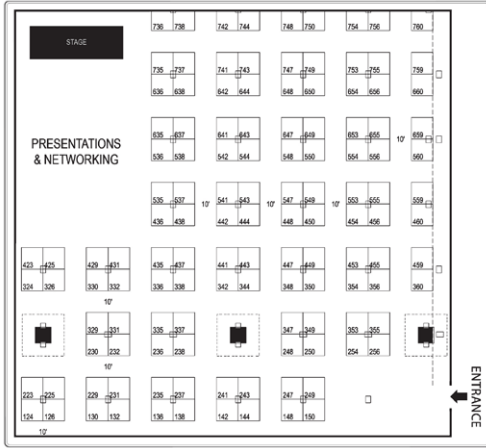 736 738 742 744 748 750 754 756 760
STAGE
735 737 741 743 747 749 753 755 759
636 638 642 644 648 650 654 656 660
PRESENTATIONS
& NETWORKING
635 637 641 643 647 649 653 655 10' 659
536 538 542 544 548 550 554 556 560
535 537 10' 541 543 10' 547 549 10' 553 555 559
436 438 442 444 448 450 454 456 460
423 425 429 431 435 437 441 443 447 449 453 455 459
324 326 330 332 336 338 342 344 348 350 354 356 360
10'
329 331 335 337 347 349 353 355
230 232 236 238 248 250 254 256
10'
223 225 229 231 235 237 241 243 247 249
124 126 130 132 136 138 142 144 148 150
10'
ENTRANCE